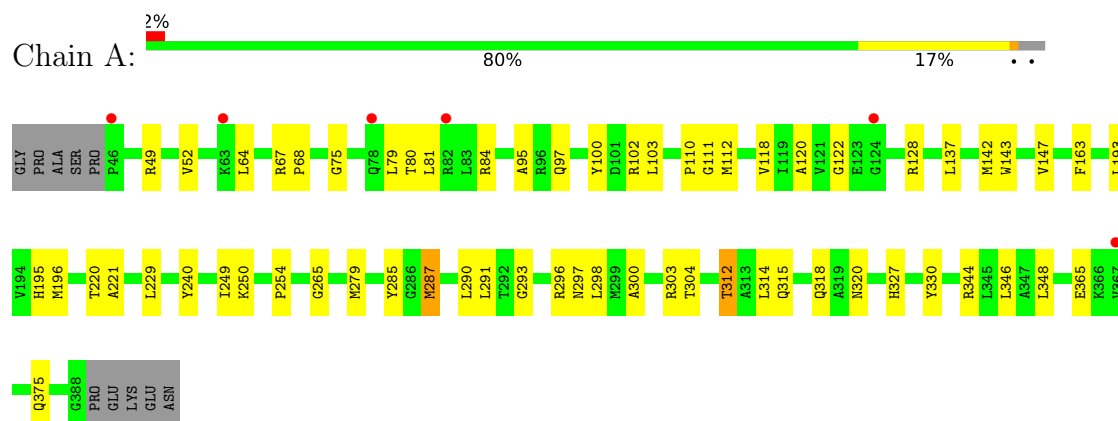 2%
Chain A:
80% 17% • •
GLY PRO ALA SER PRO P46 R49 V52 K63 L64 R67 P68 G75 Q78 L79 T80 L81 R82 L83 R84 A95 R96 Q97 Y100 D101 R102 L103 P110 G111 M112 V118 I119 A120 V121 G122 E123 G124 R128 L137 M142 W143 V147 F163
V194 H195 M196 T220 A221 L229 Y240 I249 K250 P254 G265 M279 Y285 G286 M287 L290 L291 T292 G293 R296 N297 L298 M299 A300 R303 T304 T312 A313 L314 Q315 Q318 A319 N320 H327 Y330 R344 L345 L346 A347 L348 E365 K366 V367
Q375 G388 PRO GLU LYS GLU ASN